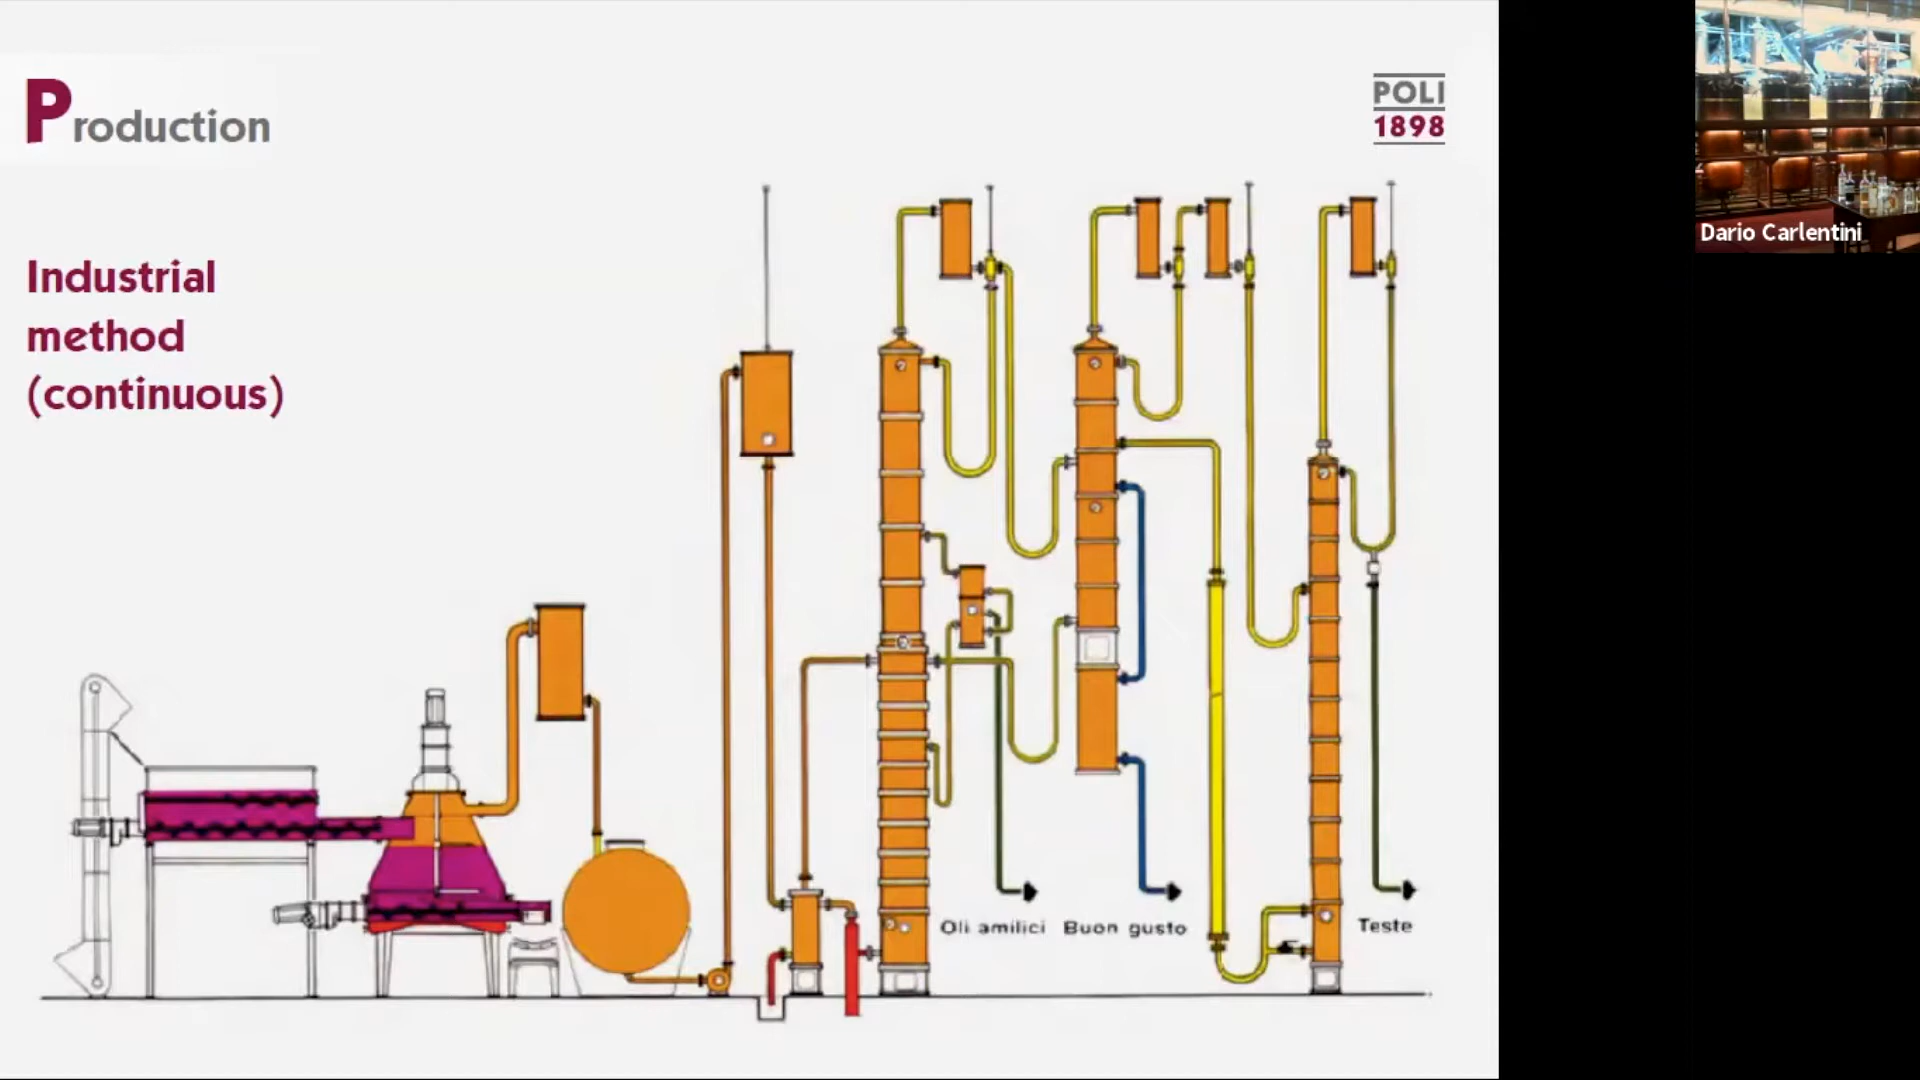 Production
POLI
1898
Industrial
method
(continuous)
Oli amilici
Buon gusto
Teste
Dario Carlentini